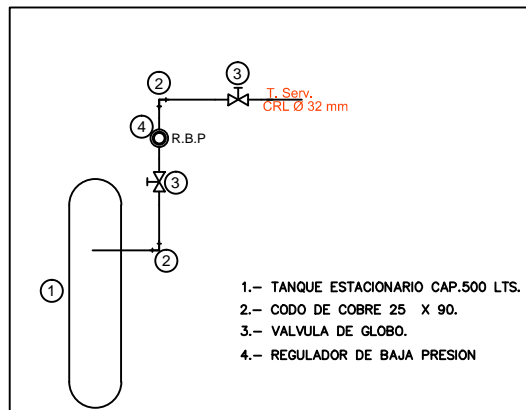 2
3
T. Serv.
CRL Ø 32 mm
4
R.B.P
3
2
1
1.- TANQUE ESTACIONARIO CAP.500 LTS.
2.- CODO DE COBRE 25 X 90.
3.- VALVULA DE GLOBO.
4.- REGULADOR DE BAJA PRESION